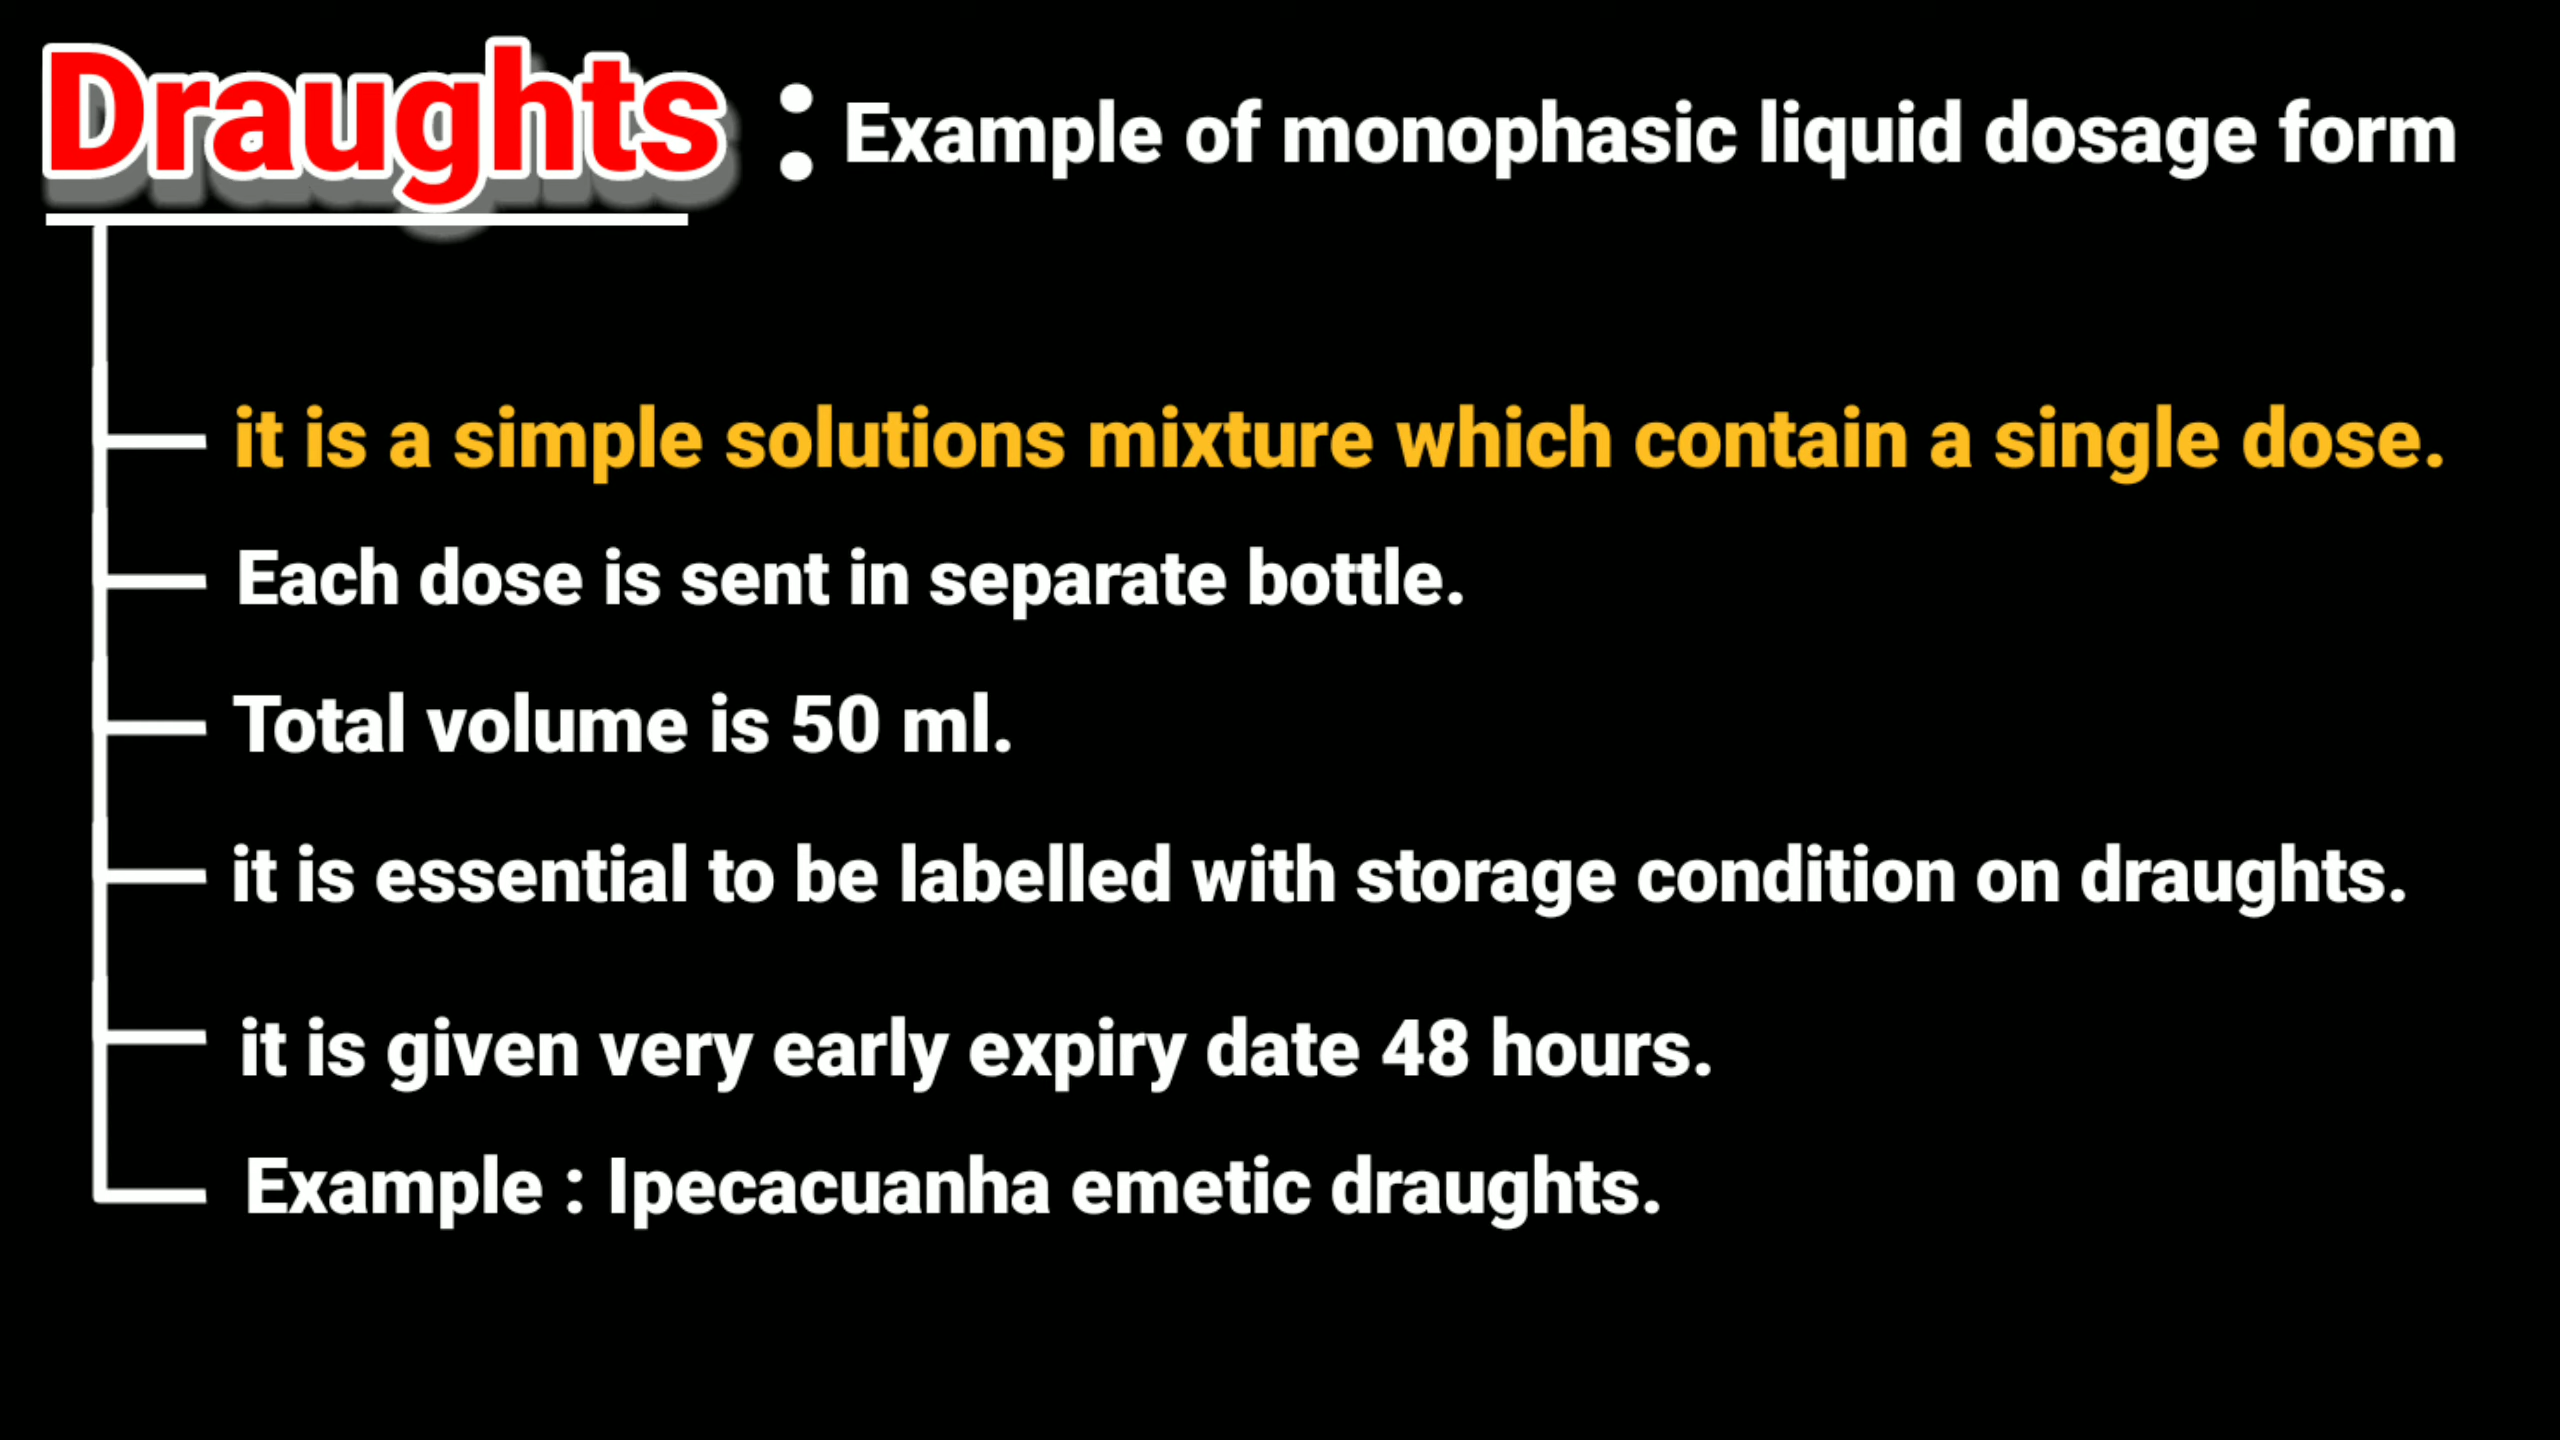 Draughts : Example of monophasic liquid dosage form
it is a simple solutions mixture which contain a single dose.
Each dose is sent in separate bottle.
Total volume is 50 ml.
it is essential to be labelled with storage condition on draughts.
it is given very early expiry date 48 hours.
Example : Ipecacuanha emetic draughts.